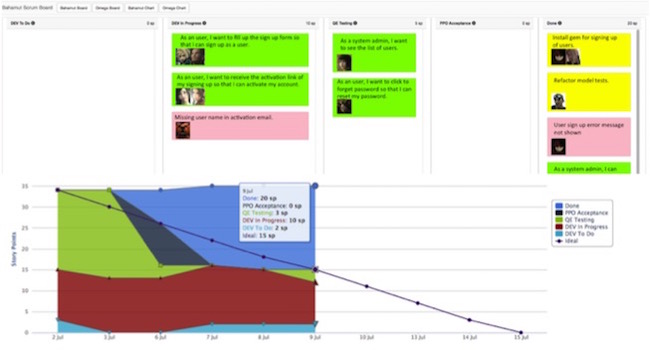 Bahamut Scrum Board
Bahamut Board
Omega Board
Bahamut Chart
Omega Chart
DEV To Do
0 sp
DEV In Progress
10 sp
QE Testing
3 sp
PPO Acceptance
0 sp
Done
20 sp
As an user, I want to fill up the sign up form so
that I can sign up as a user.
As an user, I want to receive the activation link of
my signing up so that I can activate my account.
Missing user name in activation email.
As a system admin, I want
to see the list of users.
As an user, I want to click to
forget password so that I can
reset my password.
Install gem for signing up
of users.
Refactor model tests.
User sign up error message
not shown
As a system admin, I can
Story Points
35
30
25
20
15
10
5
0
9 Jul
Done: 20 sp
PPO Acceptance: 0 sp
QE Testing: 3 sp
DEV in Progress: 10 sp
DEV To Do: 2 sp
Ideal: 15 sp
Done
PPO Acceptance
QE Testing
DEV in Progress
DEV To Do
Ideal
2 Jul
3 Jul
6 Jul
7 Jul
8 Jul
9 Jul
10 Jul
13 Jul
14 Jul
15 Jul